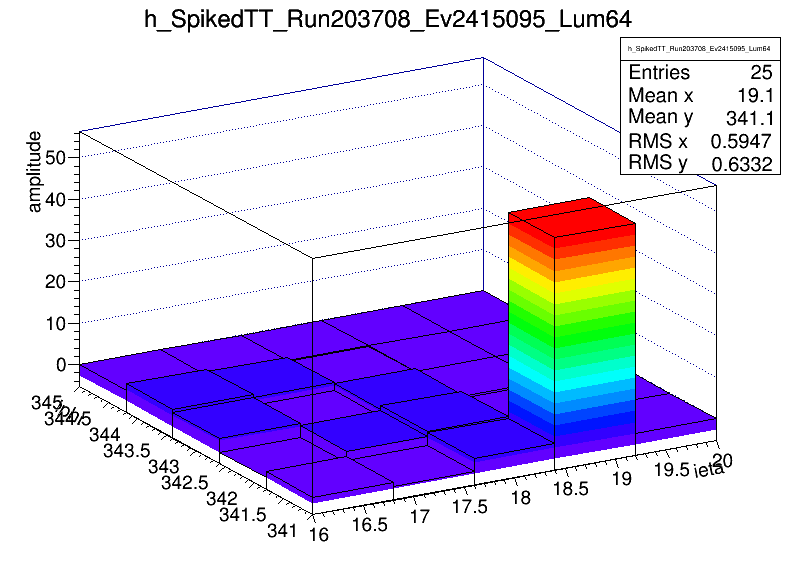 h_SpikedTT_Run203708_Ev2415095_Lum64
h_SpikedTT_Run203708_Ev2415095_Lum64
Entries 25
Mean x 19.1
Mean y 341.1
RMS x 0.5947
RMS y 0.6332
amplitude
50
40
30
20
10
0
345
344.5
344
343.5
343
342.5
342
341.5
341
16
16.5
17
17.5
18
18.5
19
19.5
20
ieta